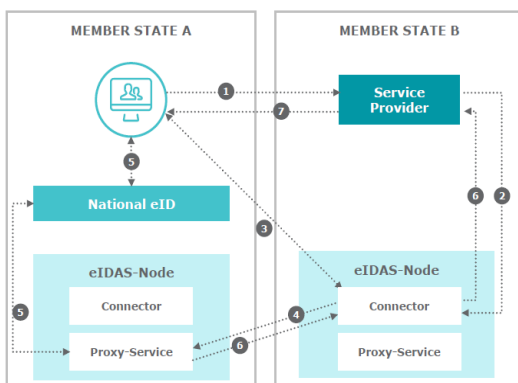 MEMBER STATE A
MEMBER STATE B
1
Service
Provider
7
5
6
2
National eID
3
eIDAS-Node
eIDAS-Node
Connector
Connector
5
4
6
Proxy-Service
Proxy-Service